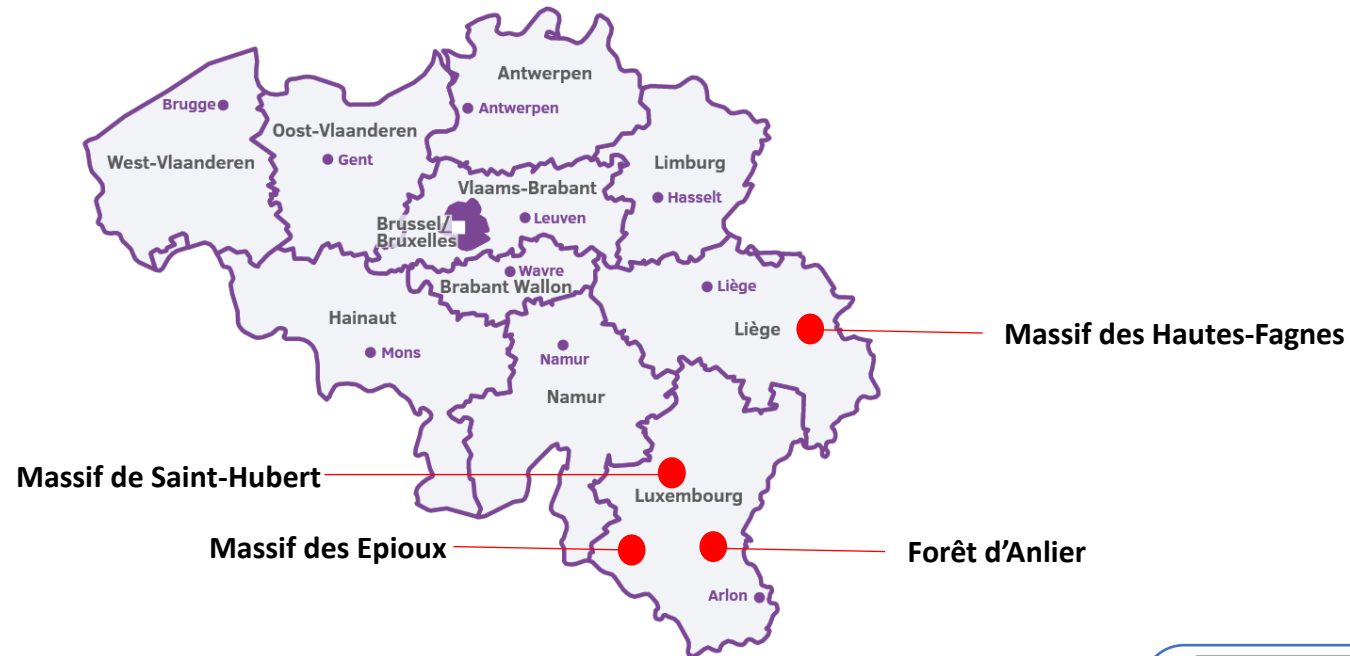 Antwerpen
Brugge
Antwerpen
Oost-Vlaanderen
West-Vlaanderen
Gent
Limburg
Vlaams-Brabant
Hasselt
Brussel/
Bruxelles
Leuven
Wavre
Brabant Wallon
Liège
Hainaut
Liège
Massif des Hautes-Fagnes
Mons
Namur
Namur
Massif de Saint-Hubert
Luxembourg
Massif des Epioux
Forêt d’Anlier
Arlon